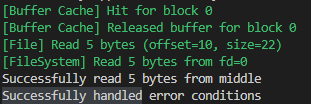 [Buffer Cache] Hit for block 0
[Buffer Cache] Released buffer for block 0
[File] Read 5 bytes (offset=10, size=22)
[FileSystem] Read 5 bytes from fd=0
Successfully read 5 bytes from middle
Successfully handled error conditions